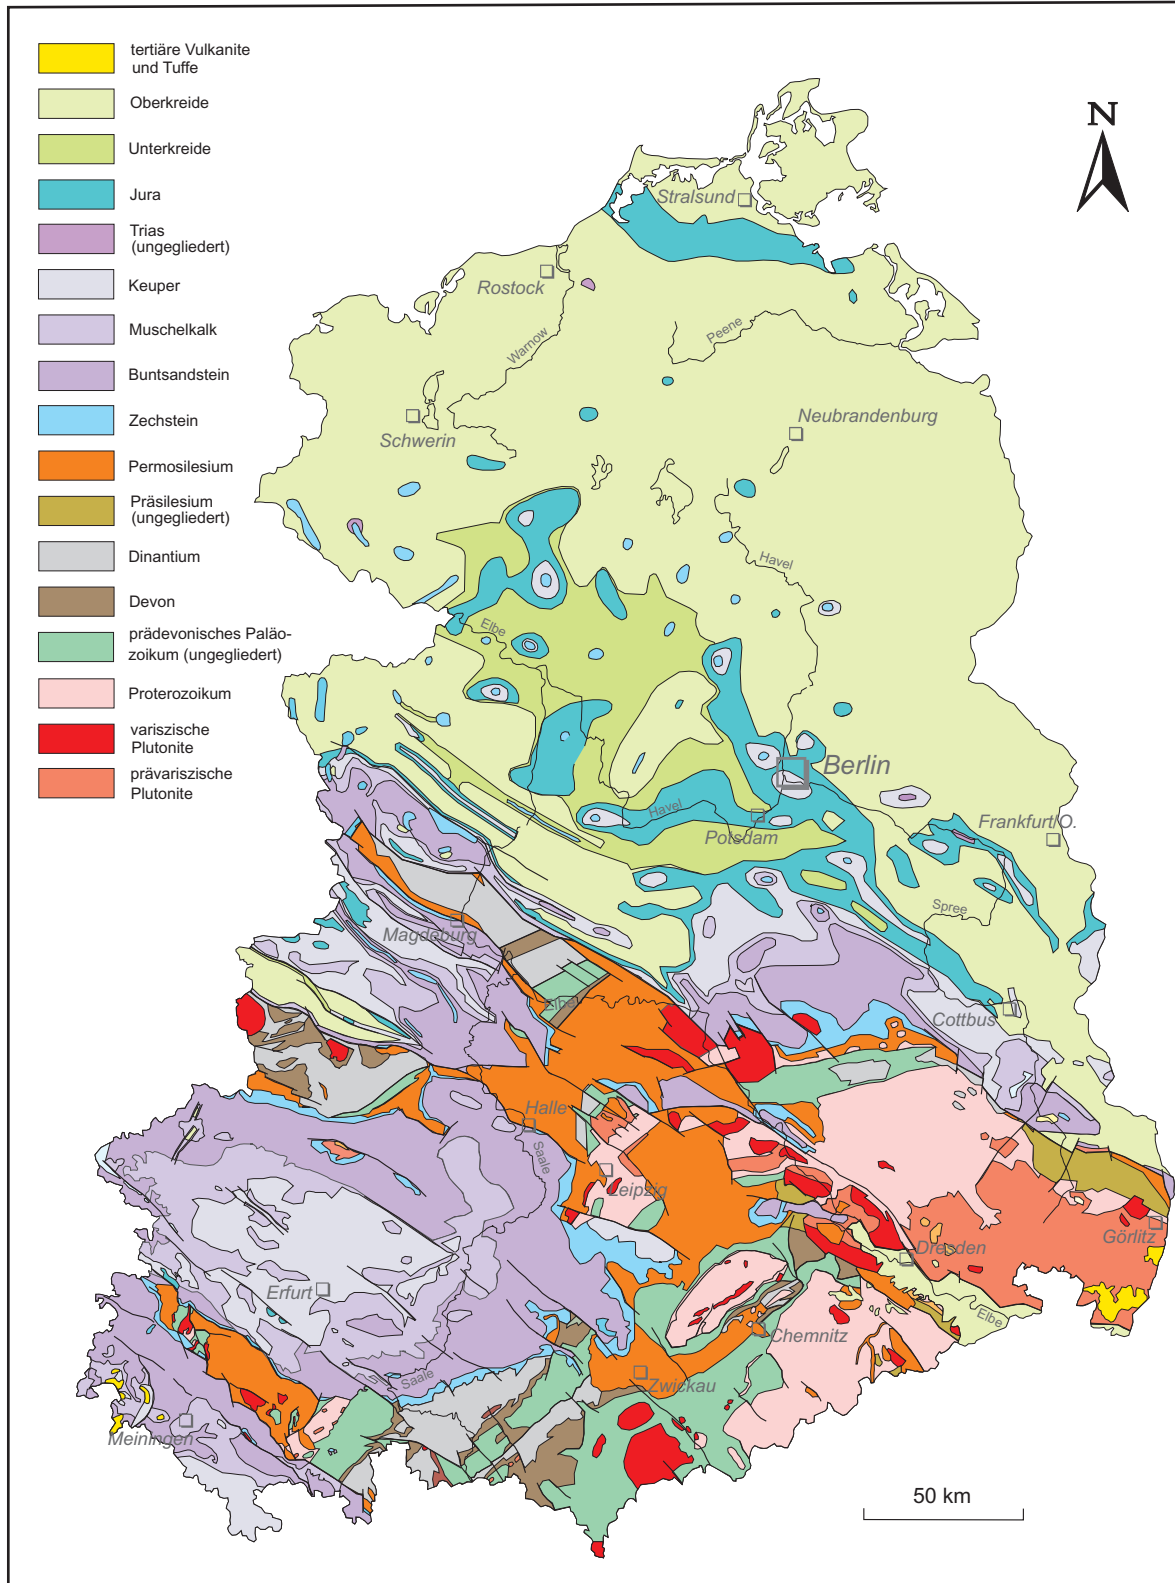 tertiäre Vulkanite
und Tuffe
Oberkreide
Unterkreide
Jura
Trias
(ungegliedert)
Keuper
Muschelkalk
Buntsandstein
Zechstein
Permosilesium
Präsilesium
(ungegliedert)
Dinantium
Devon
prädevonisches Paläo-
zoikum (ungegliedert)
Proterozoikum
variszische
Plutonite
prävariszische
Plutonite
N
Stralsund
Rostock
Warnow
Peene
Schwerin
Neubrandenburg
Havel
Elbe
Berlin
Havel
Potsdam
Frankfurt/O.
Spree
Magdeburg
Elbe
Cottbus
Halle
Saale
Leipzig
Görlitz
Dresden
Elbe
Erfurt
Chemnitz
Saale
Zwickau
Meiningen
50 km